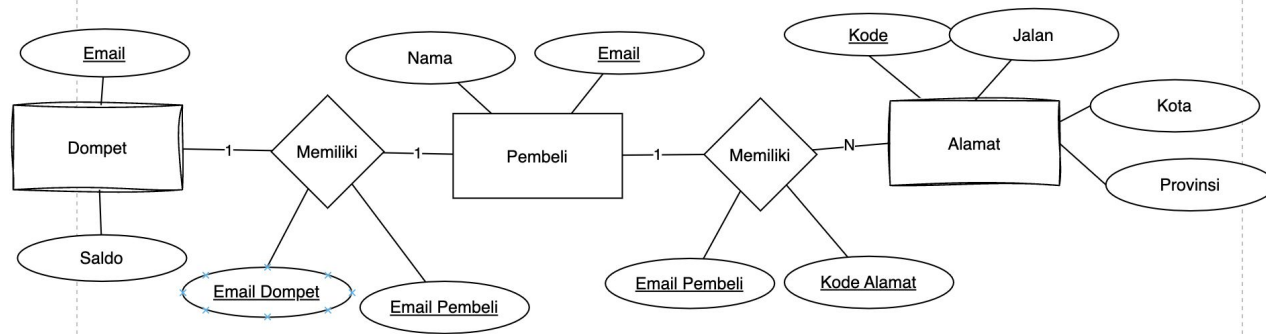 Email
Nama
Email
Kode
Jalan
Kota
Dompet
1
Memiliki
1
Pembeli
1
Memiliki
N
Alamat
Provinsi
Saldo
Email Dompet
Email Pembeli
Email Pembeli
Kode Alamat